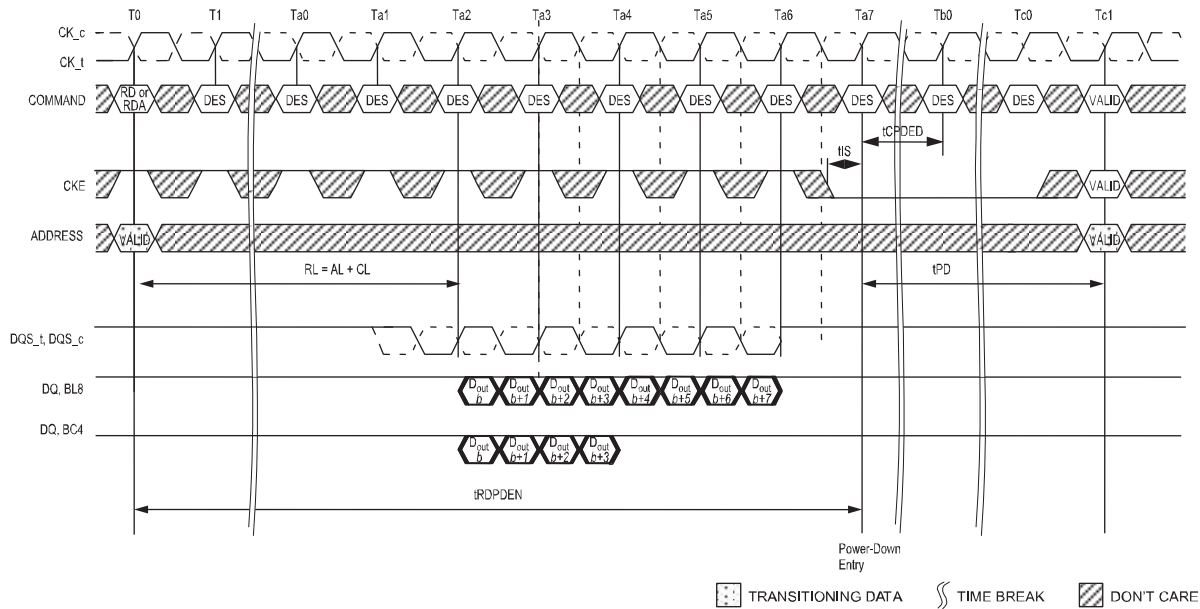 T0 T1 Ta0 Ta1 Ta2 Ta3 Ta4 Ta5 Ta6 Ta7 Tb0 Tc0 Tc1
CK_c
CK_t
COMMAND RD or RDA DES DES DES DES DES DES DES DES DES DES DES VALID
tCPDED
tIS
CKE VALID
ADDRESS VALID VALID
RL = AL + CL tPD
DQS_t, DQS_c
DQ, BL8 Dout b Dout b+1 Dout b+2 Dout b+3 Dout b+4 Dout b+5 Dout b+6 Dout b+7
DQ, BC4 Dout b Dout b+1 Dout b+2 Dout b+3
tRDPDEN
Power-Down
Entry
TRANSITIONING DATA TIME BREAK DON'T CARE